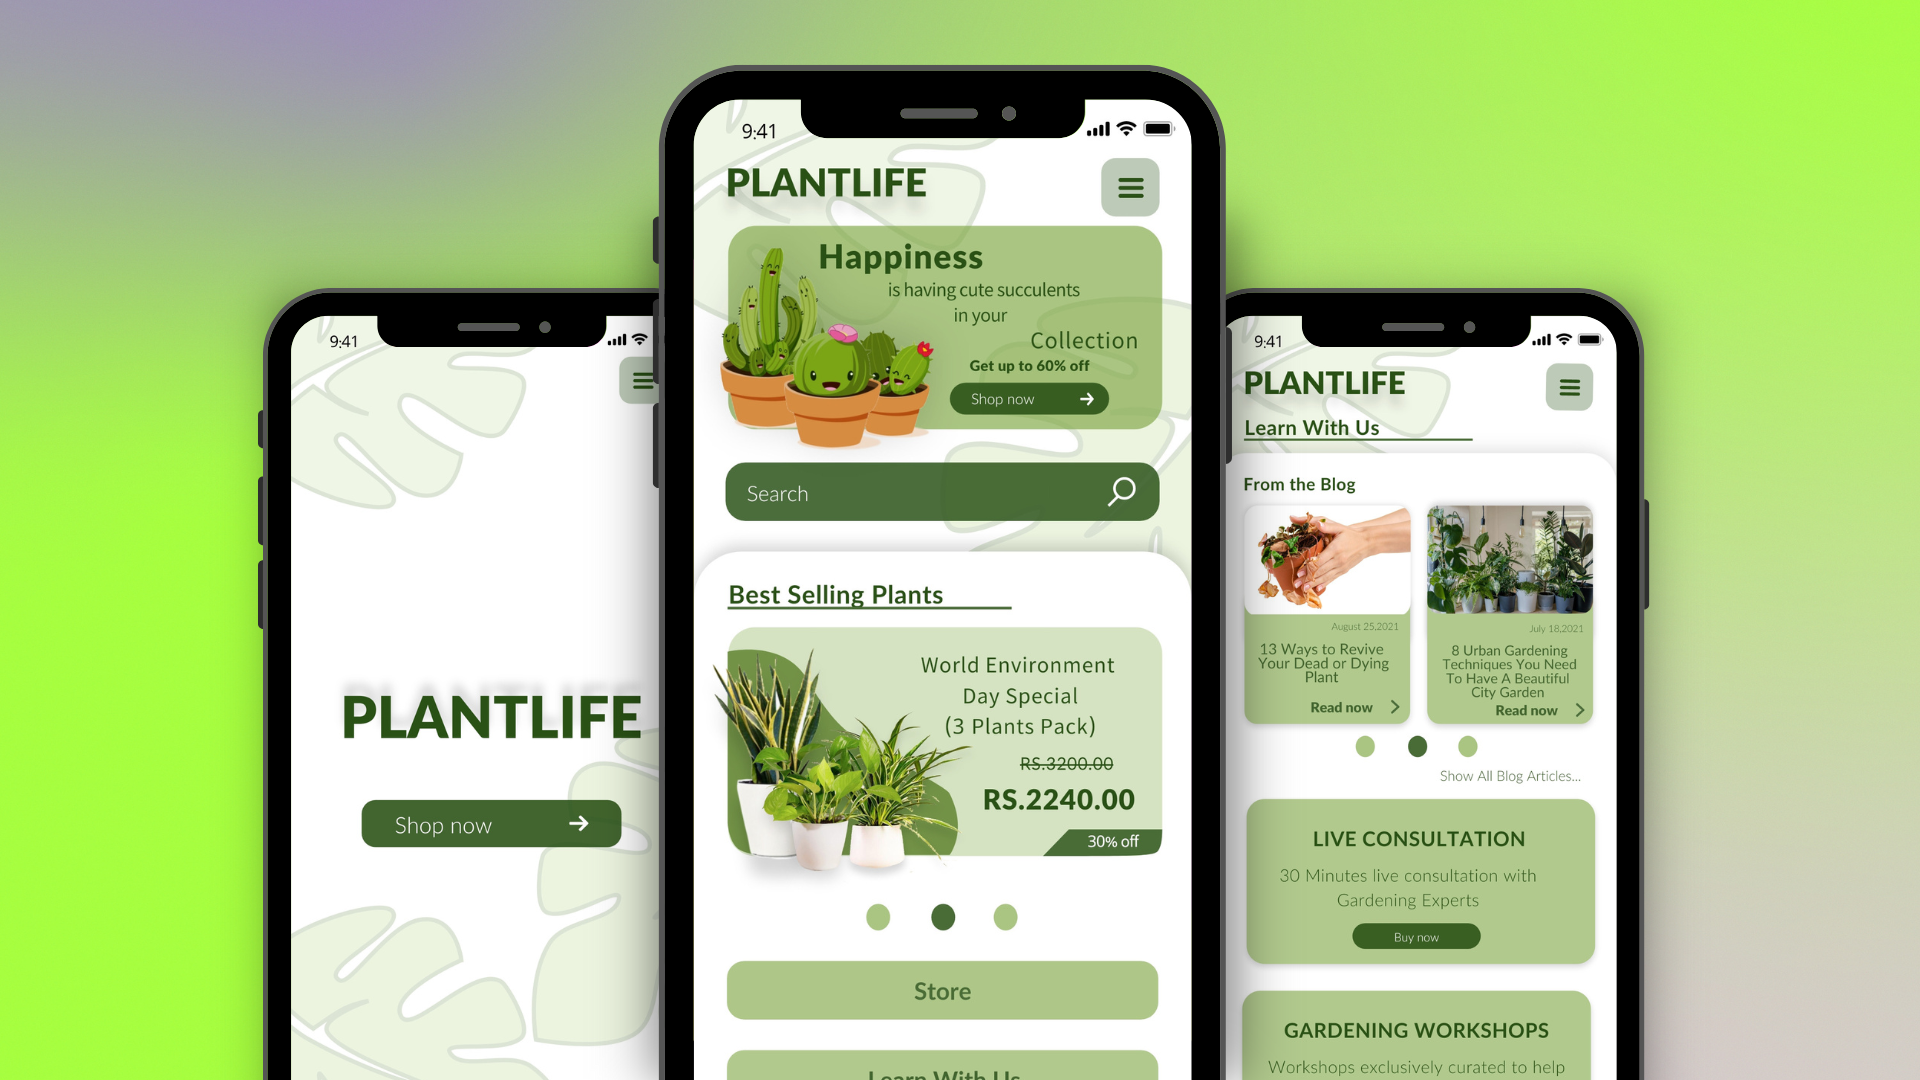 9:41
PLANTLIFE
Shop now
9:41
PLANTLIFE
Happiness
is having cute succulents
in your
Collection
Get up to 60% off
Shop now
Search
Best Selling Plants
World Environment
Day Special
(3 Plants Pack)
RS.3200.00
RS.2240.00
30% off
Store
Learn With Us
9:41
PLANTLIFE
Learn With Us
From the Blog
August 25,2021
13 Ways to Revive
Your Dead or Dying
Plant
Read now
July 18,2021
8 Urban Gardening
Techniques You Need
To Have A Beautiful
City Garden
Read now
Show All Blog Articles...
LIVE CONSULTATION
30 Minutes live consultation with
Gardening Experts
Buy now
GARDENING WORKSHOPS
Workshops exclusively curated to help